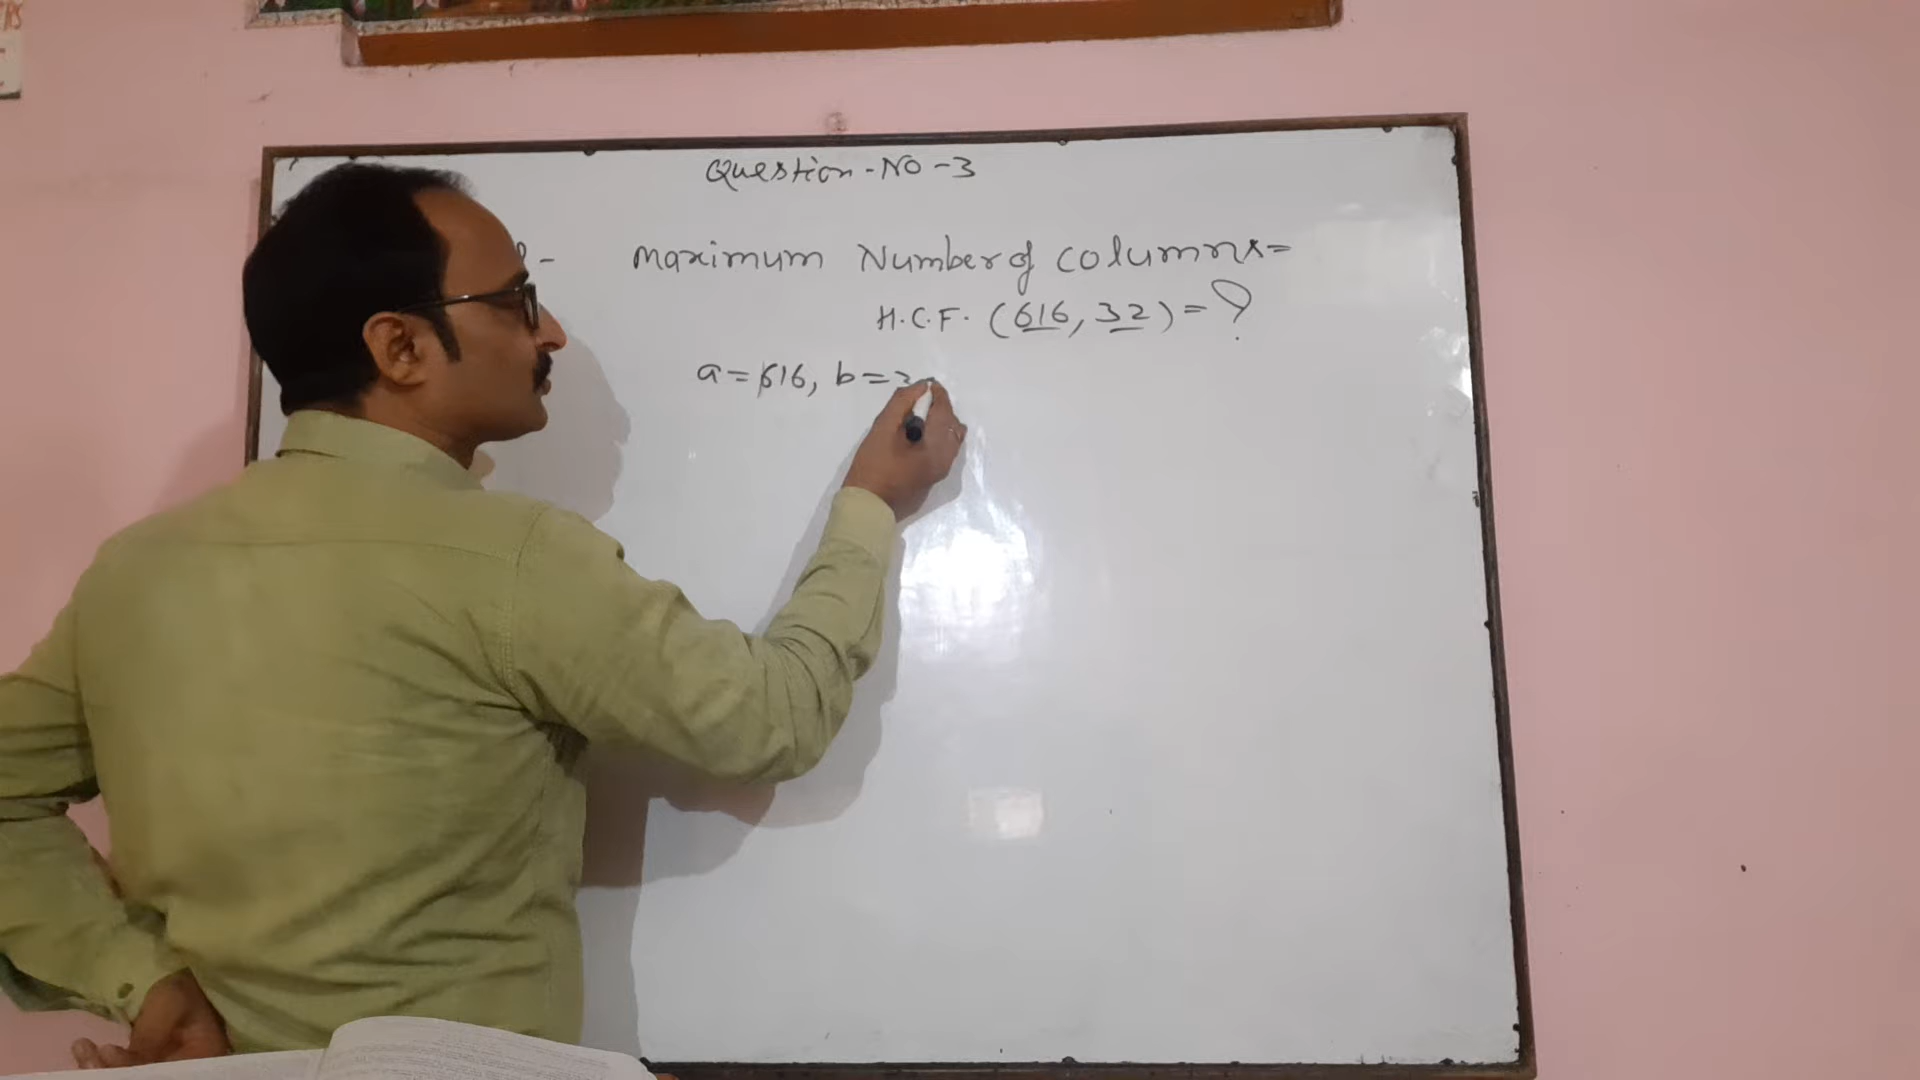 Question-NO-3
Maximum Number of columns=
H.C.F. (616, 32) = ?
a=616, b=3